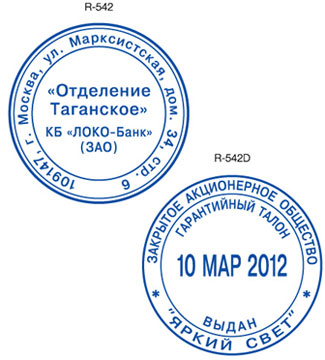 R-542
109147, г. Москва, ул. Марксистская, дом. 34, стр. 6
«Отделение
Таганское»
КБ «ЛОКО-Банк»
(ЗАО)
R-542D
ЗАКРЫТОЕ АКЦИОНЕРНОЕ ОБЩЕСТВО
ГАРАНТИЙНЫЙ ТАЛОН
10 МАР 2012
ВЫДАН
* "ЯРКИЙ СВЕТ" *